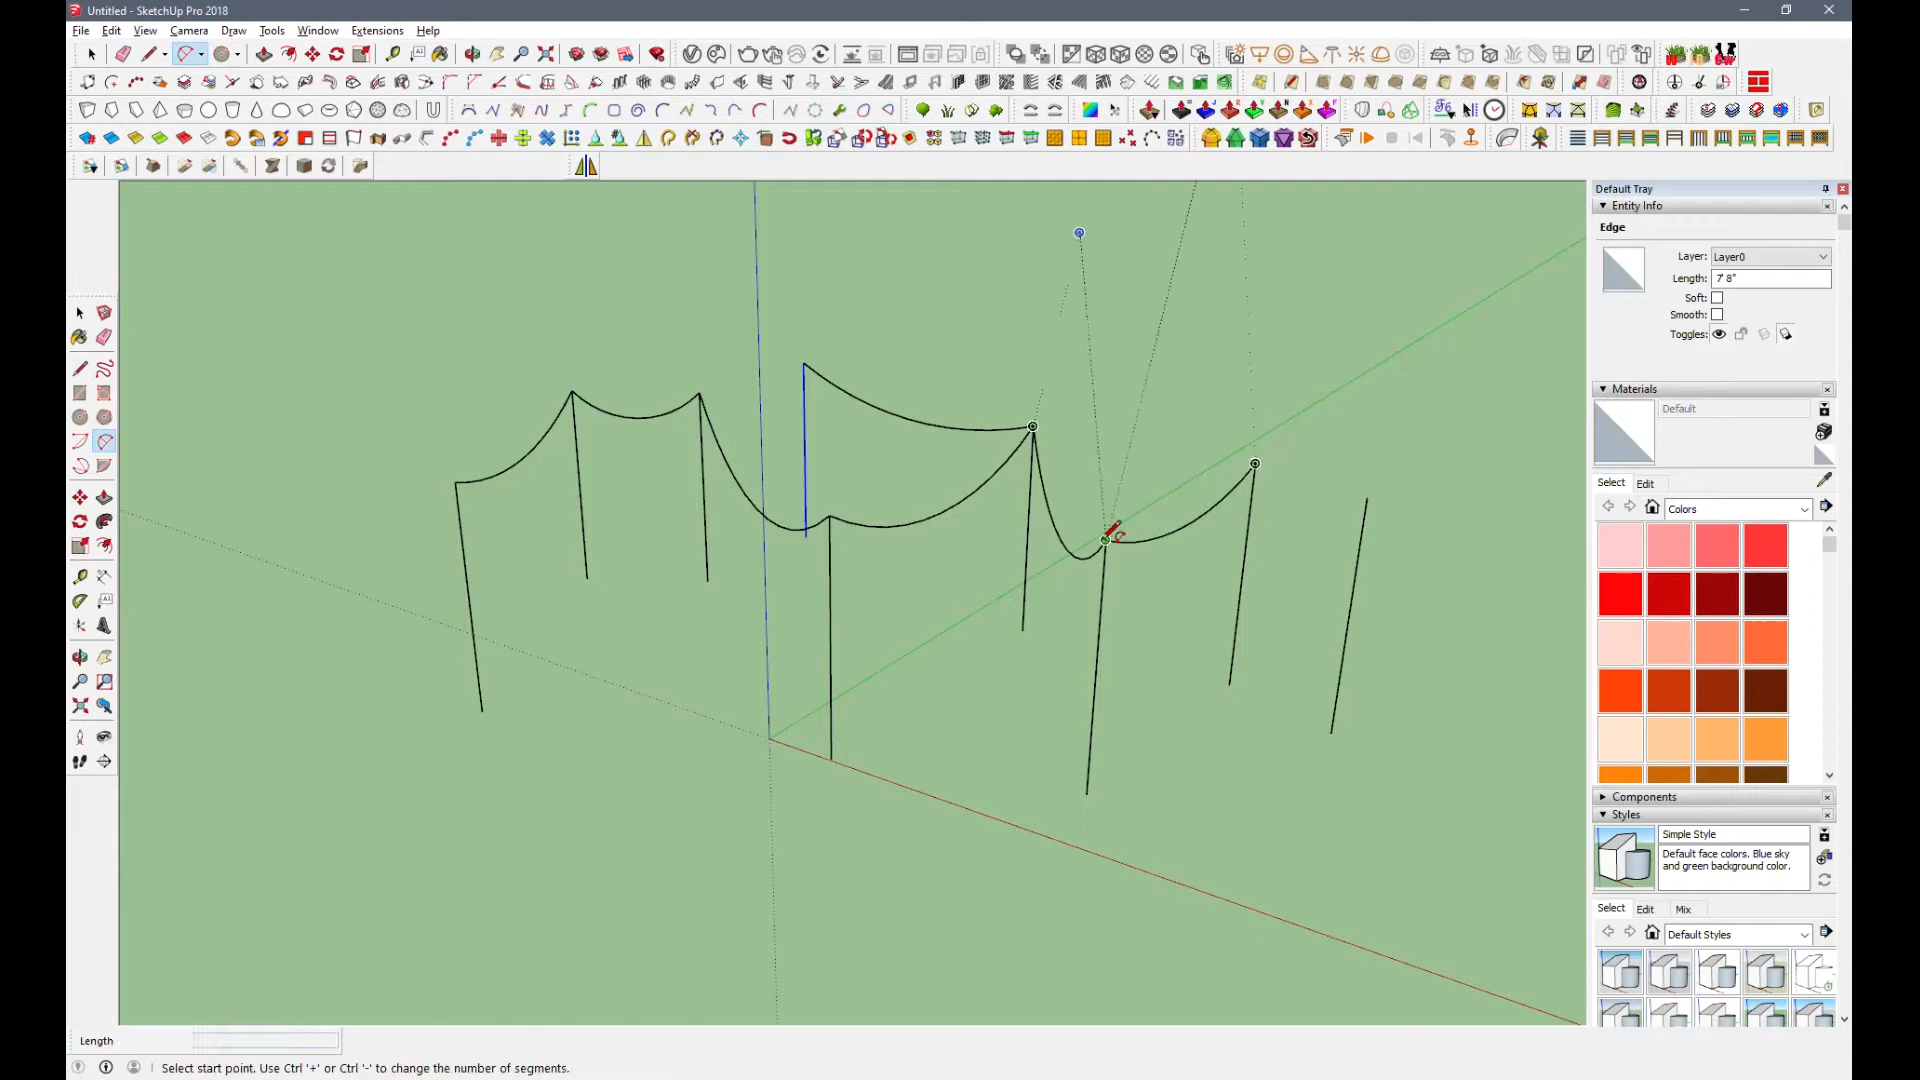 Untitled - SketchUp Pro 2018
File Edit View Camera Draw Tools Window Extensions Help
Default Tray
Entity Info
Edge
Layer: Layer0
Length: 7' 8"
Soft:
Smooth:
Toggles:
Materials
Default
Select Edit
Colors
Components
Styles
Simple Style
Default face colors. Blue sky
and green background color.
Select Edit Mix
Default Styles
Length
Select start point. Use Ctrl '+' or Ctrl '-' to change the number of segments.